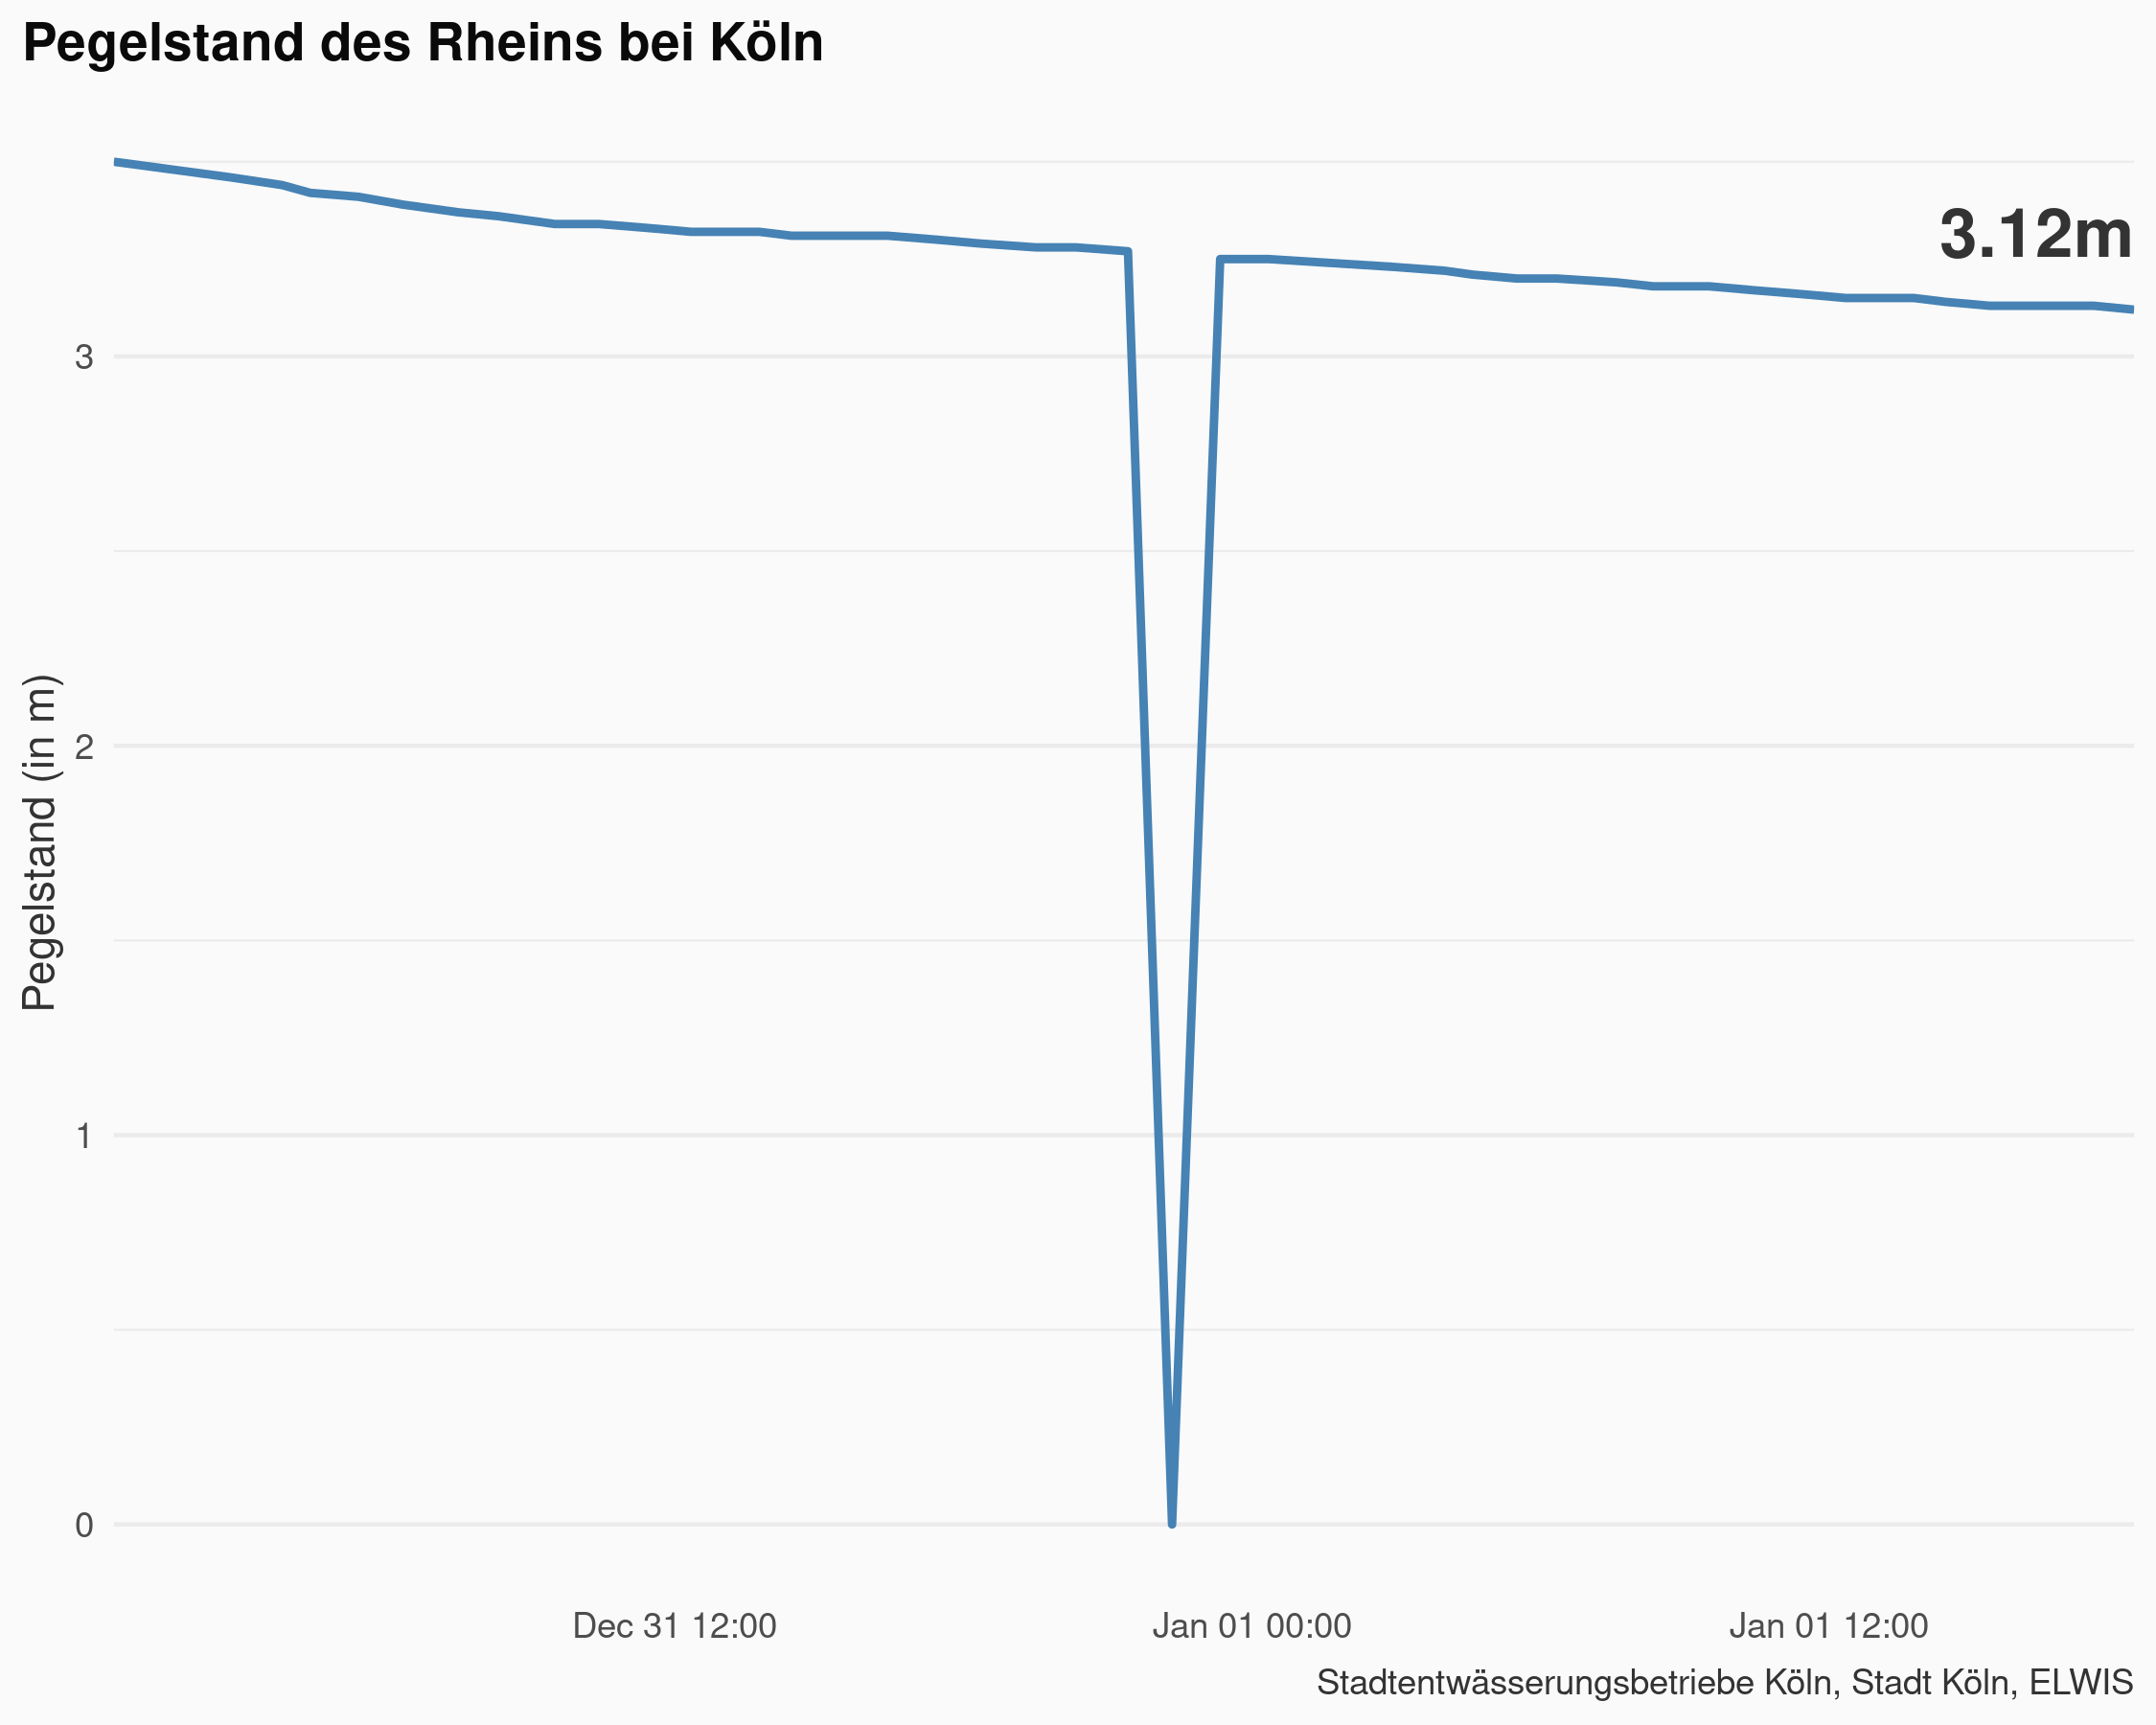 Pegelstand des Rheins bei Köln
3.12m
Pegelstand (in m)
3
2
1
0
Dec 31 12:00
Jan 01 00:00
Jan 01 12:00
Stadtentwässerungsbetriebe Köln, Stadt Köln, ELWIS